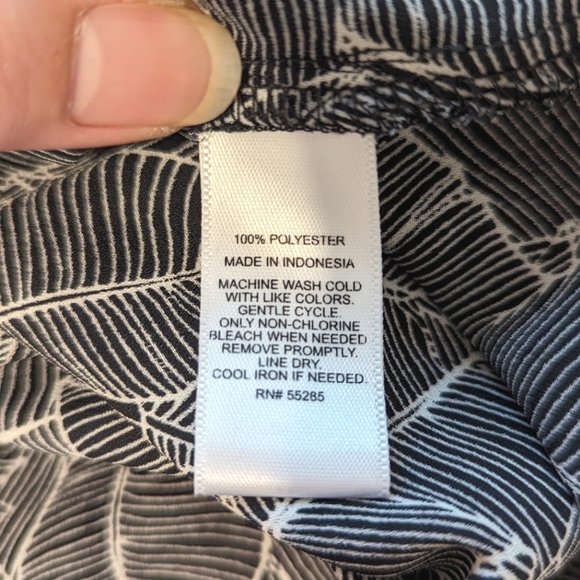 100% POLYESTER
MADE IN INDONESIA
MACHINE WASH COLD
WITH LIKE COLORS.
GENTLE CYCLE.
ONLY NON-CHLORINE
BLEACH WHEN NEEDED
REMOVE PROMPTLY.
LINE DRY.
COOL IRON IF NEEDED.
RN# 55285